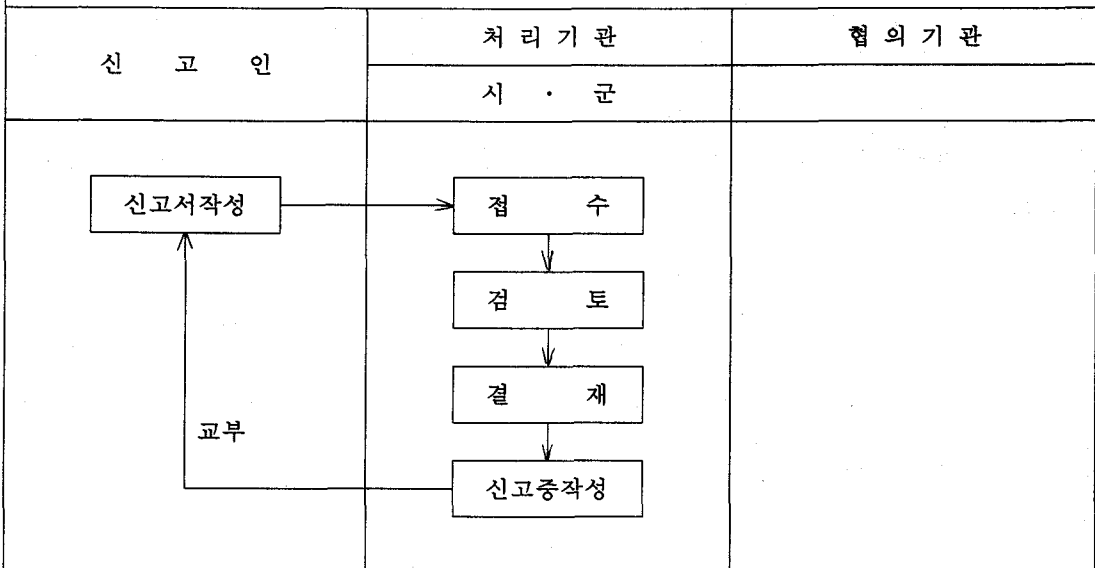 신 고 인
처 리 기 관
협 의 기 관
시 · 군
신고서작성
접 수
검 토
결 재
교부
신고증작성